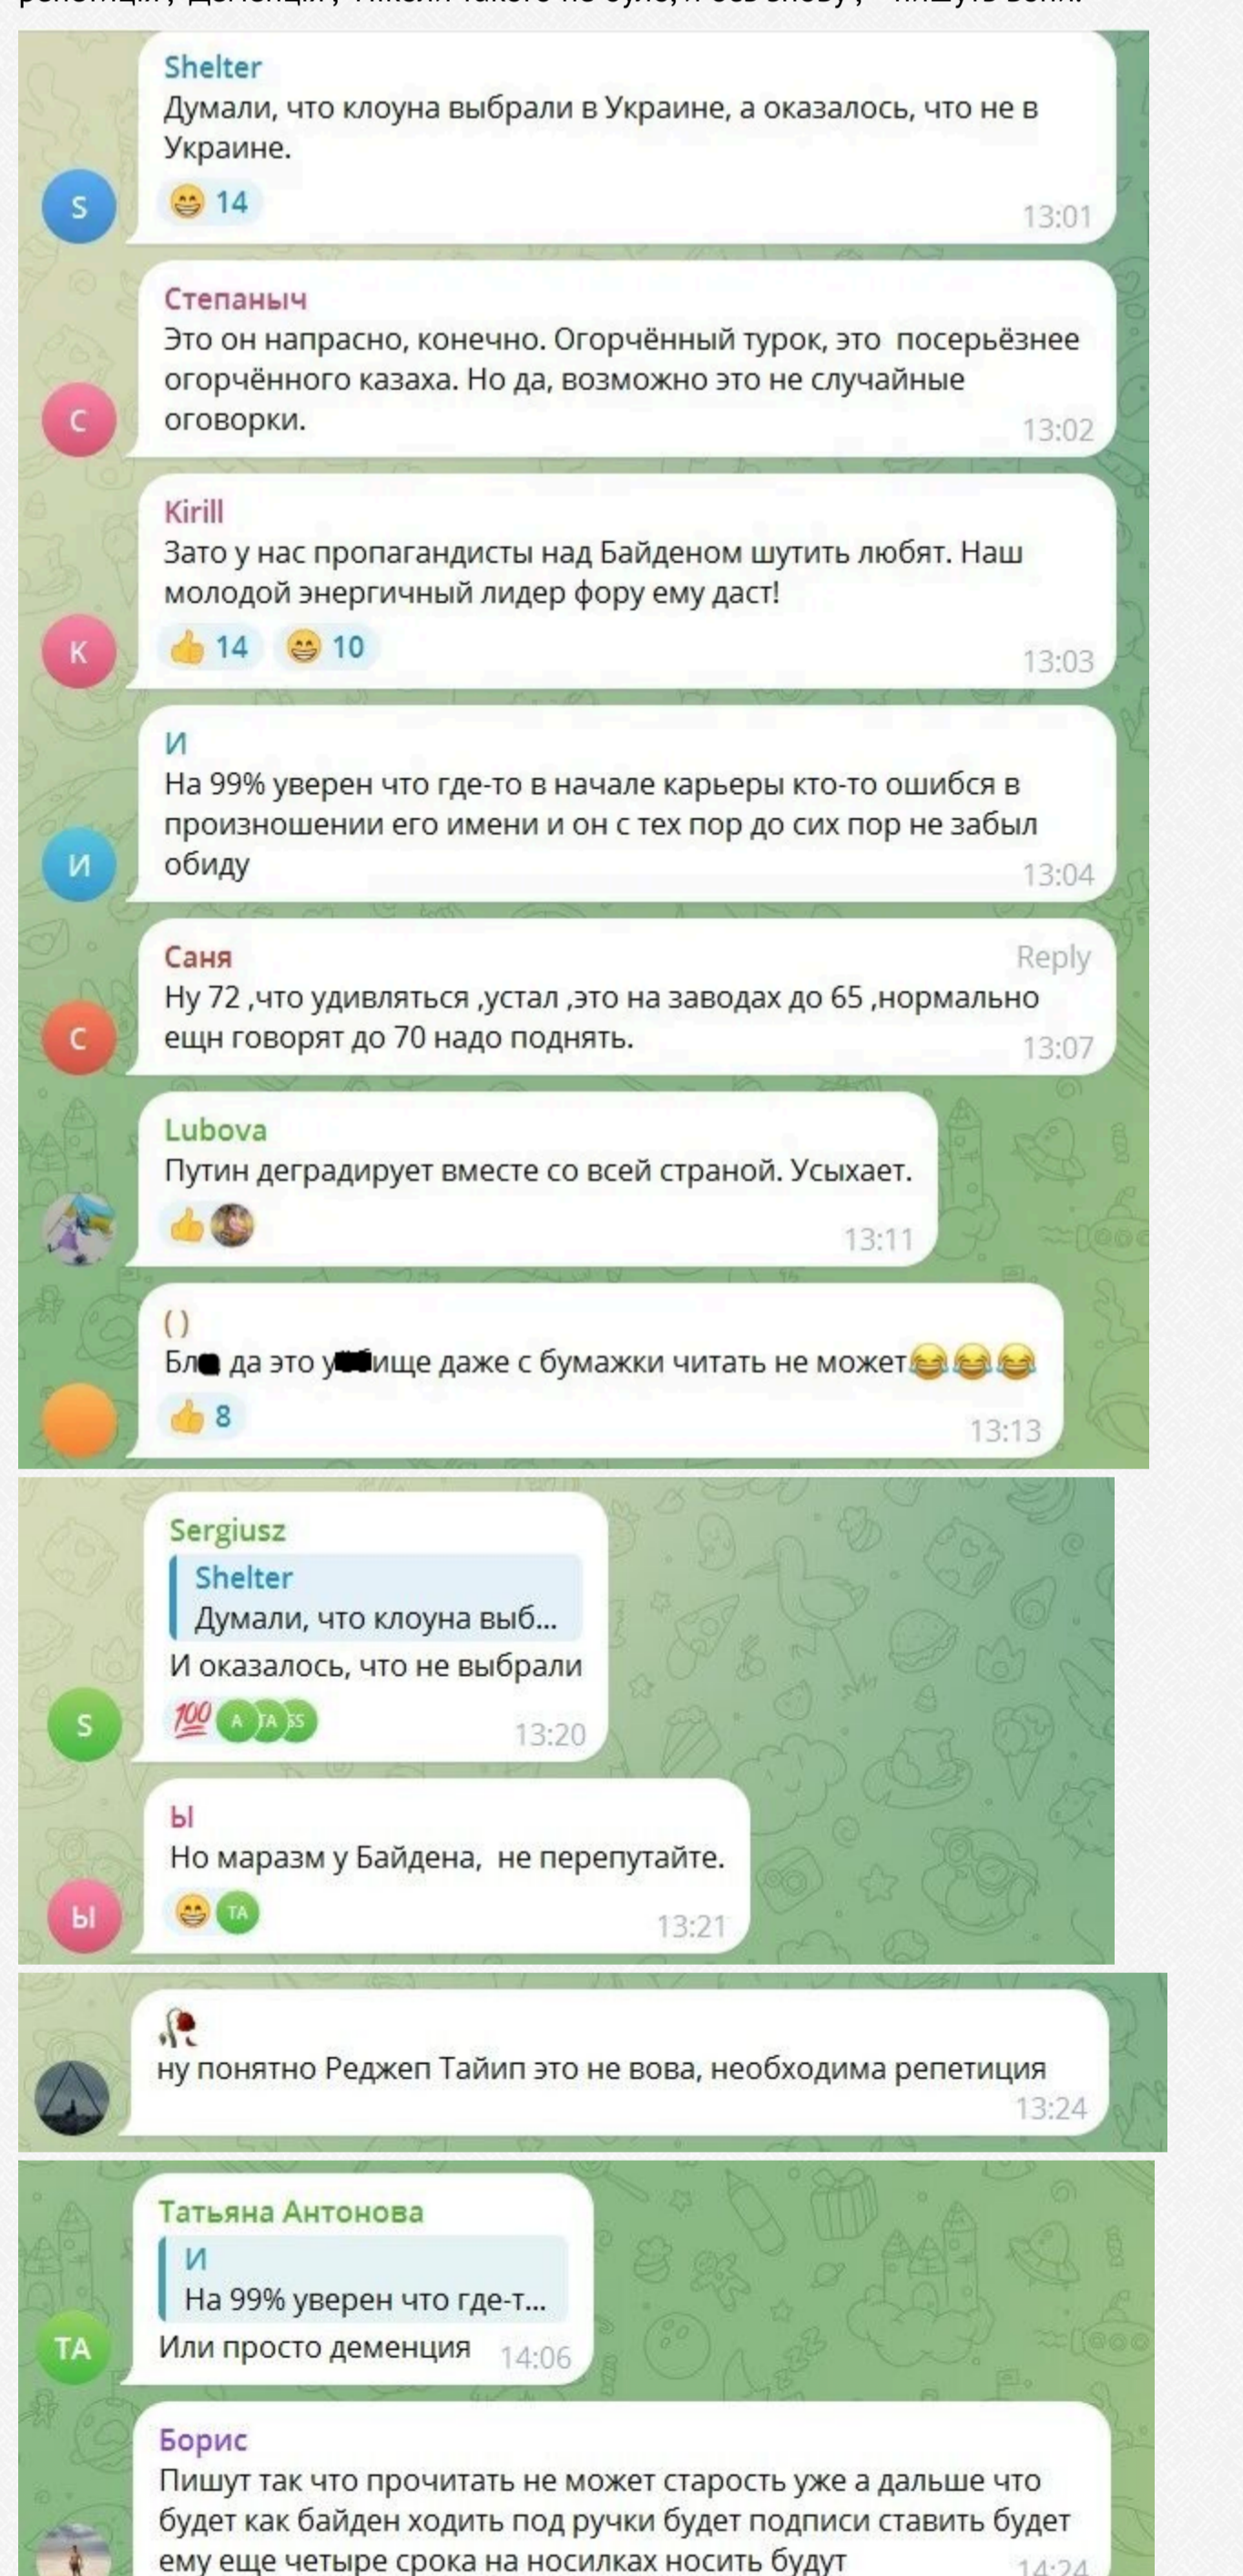 Shelter
Думали, что клоуна выбрали в Украине, а оказалось, что не в
Украине.
S
😁 14
13:01
Степаныч
Это он напрасно, конечно. Огорчённый турок, это посерьёзнее
огорчённого казаха. Но да, возможно это не случайные
С
оговорки.
13:02
Kirill
Зато у нас пропагандисты над Байденом шутить любят. Наш
молодой энергичный лидер фору ему даст!
K
👍 14 😁 10
13:03
И
На 99% уверен что где-то в начале карьеры кто-то ошибся в
произношении его имени и он с тех пор до сих пор не забыл
И
обиду
13:04
Саня
Reply
Ну 72 ,что удивляться ,устал ,это на заводах до 65 ,нормально
С
ещн говорят до 70 надо поднять.
13:07
Lubova
Путин деградирует вместе со всей страной. Усыхает.
👍
13:11
( )
Бл да это у ище даже с бумажки читать не может😂😂😂
👍 8
13:13
Sergiusz
Shelter
Думали, что клоуна выб...
И оказалось, что не выбрали
S
💯 A TA SS
13:20
Ы
Но маразм у Байдена, не перепутайте.
Ы
😁 TA
13:21
🥀
ну понятно Реджеп Тайип это не вова, необходима репетиция
13:24
Татьяна Антонова
И
На 99% уверен что где-т...
TA
Или просто деменция
14:06
Борис
Пишут так что прочитать не может старость уже а дальше что
будет как байден ходить под ручки будет подписи ставить будет
ему еще четыре срока на носилках носить будут
14:24